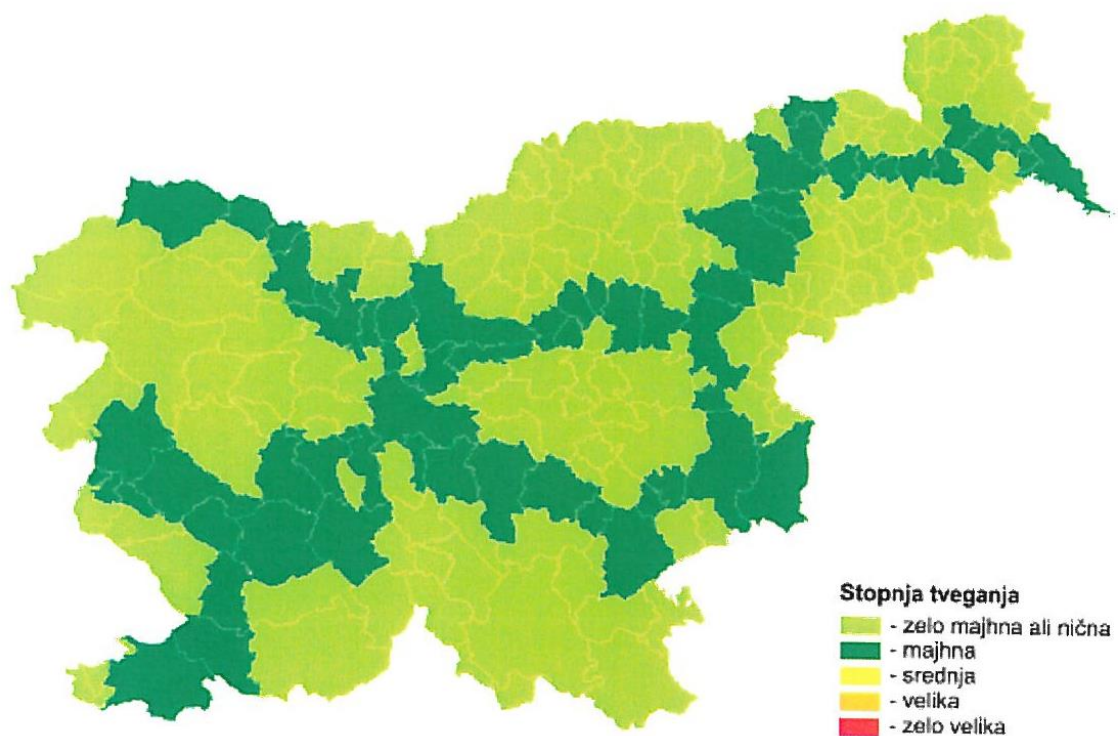 Stopnja tveganja
- zelo majhna ali nična
- majhna
- srednja
- velika
- zelo velika